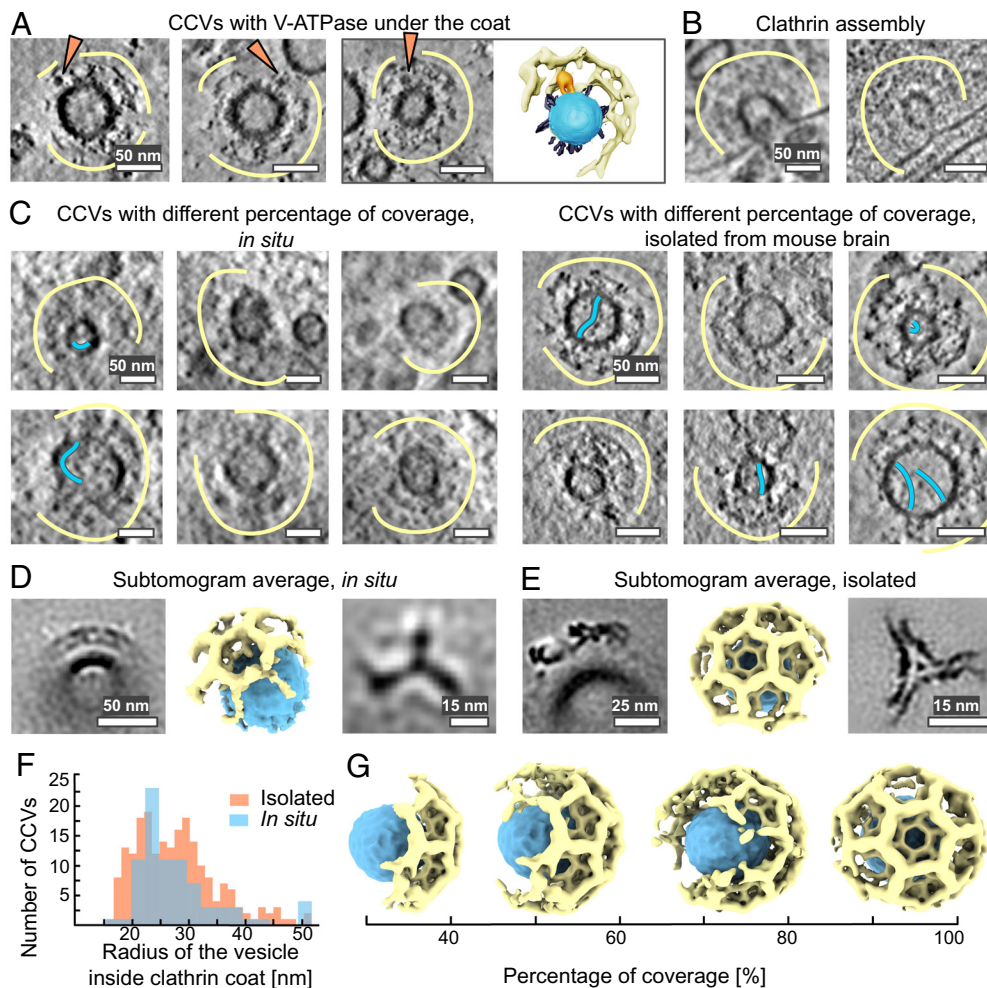 A
CCVs with V-ATPase under the coat
50 nm
B
Clathrin assembly
50 nm
C
CCVs with different percentage of coverage,
in situ
50 nm
CCVs with different percentage of coverage,
isolated from mouse brain
50 nm
D
Subtomogram average, in situ
50 nm
15 nm
E
Subtomogram average, isolated
25 nm
15 nm
F
Number of CCVs
25
20
15
10
5
Isolated
In situ
20 30 40 50
Radius of the vesicle
inside clathrin coat [nm]
G
40 60 80 100
Percentage of coverage [%]